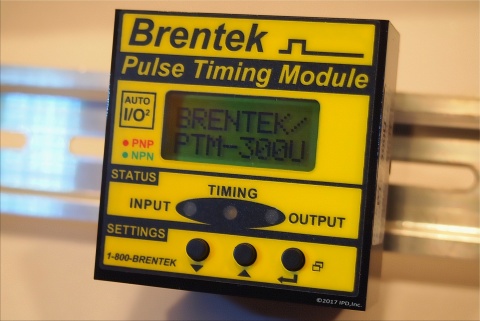 Brentek
Pulse Timing Module
AUTO
I/O²
PNP
NPN
BRENTEK
PTM-300U
STATUS
TIMING
INPUT
OUTPUT
SETTINGS
1-800-BRENTEK
©2017 IPD,Inc.